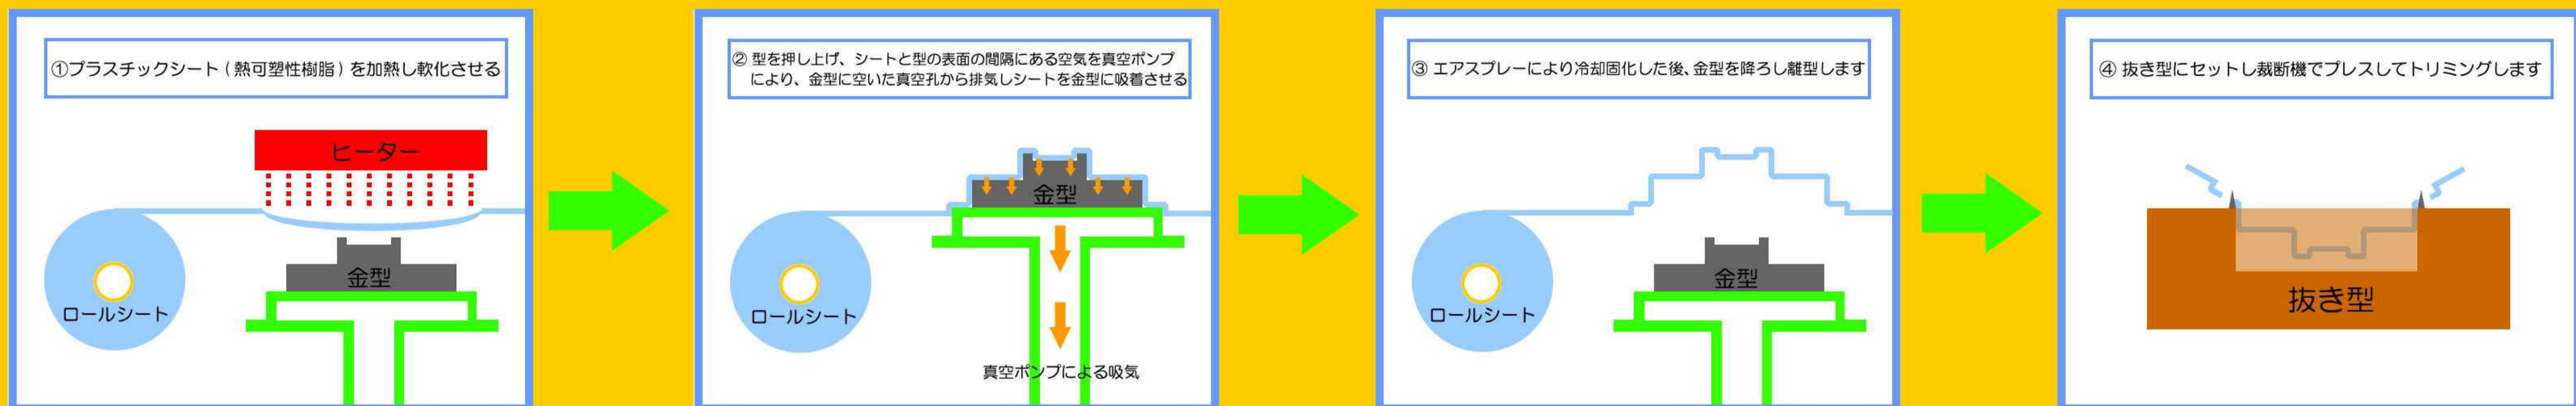 ①プラスチックシート(熱可塑性樹脂)を加熱し軟化させる
ヒーター
金型
ロールシート
② 型を押し上げ、シートと型の表面の間隔にある空気を真空ポンプ
により、金型に空いた真空孔から排気しシートを金型に吸着させる
金型
ロールシート
真空ポンプによる吸気
③ エアスプレーにより冷却固化した後、金型を降ろし離型します
金型
ロールシート
④ 抜き型にセットし裁断機でプレスしてトリミングします
抜き型